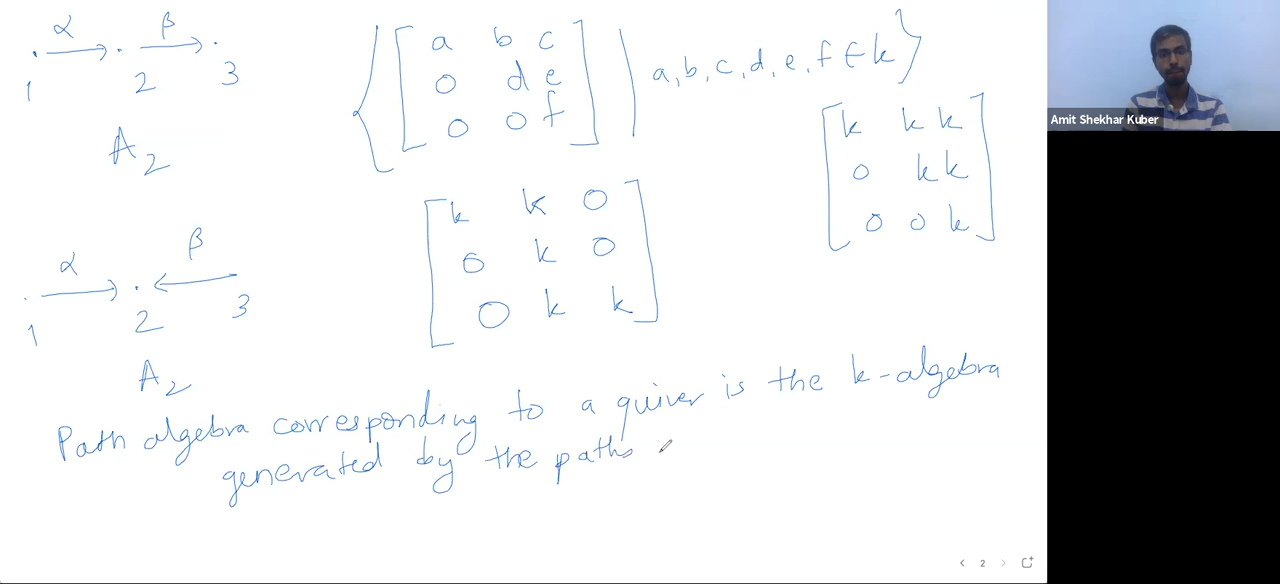 α β
1 2 3
A₂
{ [ a b c
0 d e
0 0 f ] | a, b, c, d, e, f ∈ k }
[ k k k
0 k k
0 0 k ]
[ k k 0
0 k 0
0 k k ]
α β
1 2 3
A₂
Path algebra corresponding to a quiver is the k-algebra
generated by the paths
Amit Shekhar Kuber
< 2 >